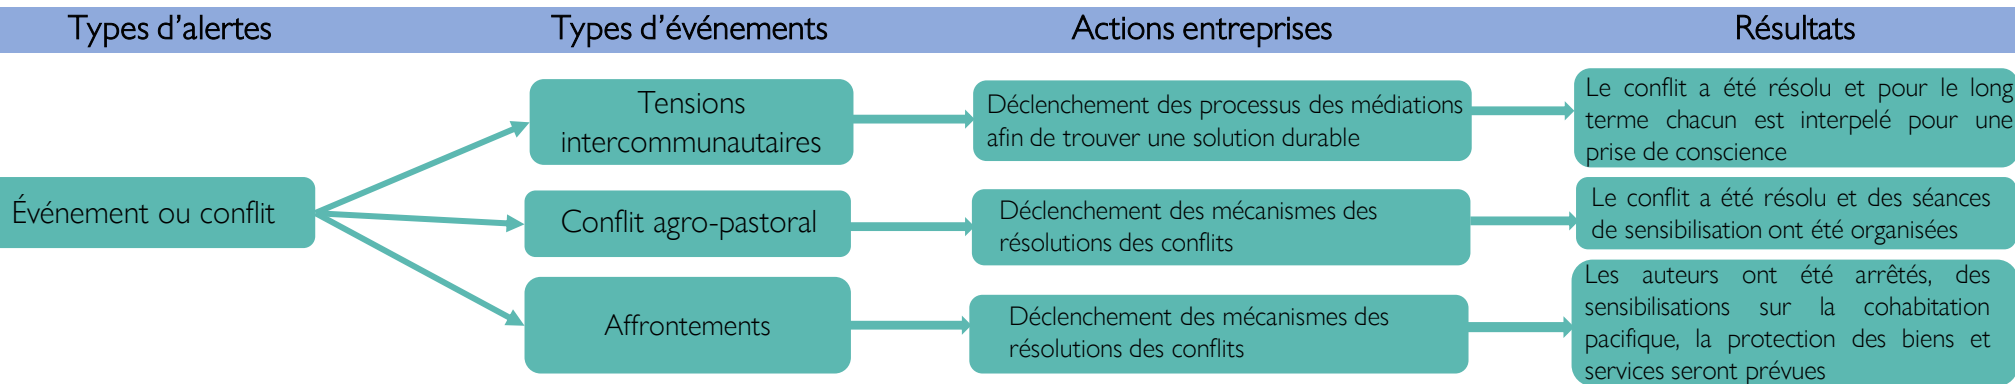 Types d’alertes
Types d’événements
Actions entreprises
Résultats
Événement ou conflit
Tensions
intercommunautaires
Déclenchement des processus des médiations
afin de trouver une solution durable
Le conflit a été résolu et pour le long
terme chacun est interpelé pour une
prise de conscience
Conflit agro-pastoral
Déclenchement des mécanismes des
résolutions des conflits
Le conflit a été résolu et des séances
de sensibilisation ont été organisées
Affrontements
Déclenchement des mécanismes des
résolutions des conflits
Les auteurs ont été arrêtés, des
sensibilisations sur la cohabitation
pacifique, la protection des biens et
services seront prévues